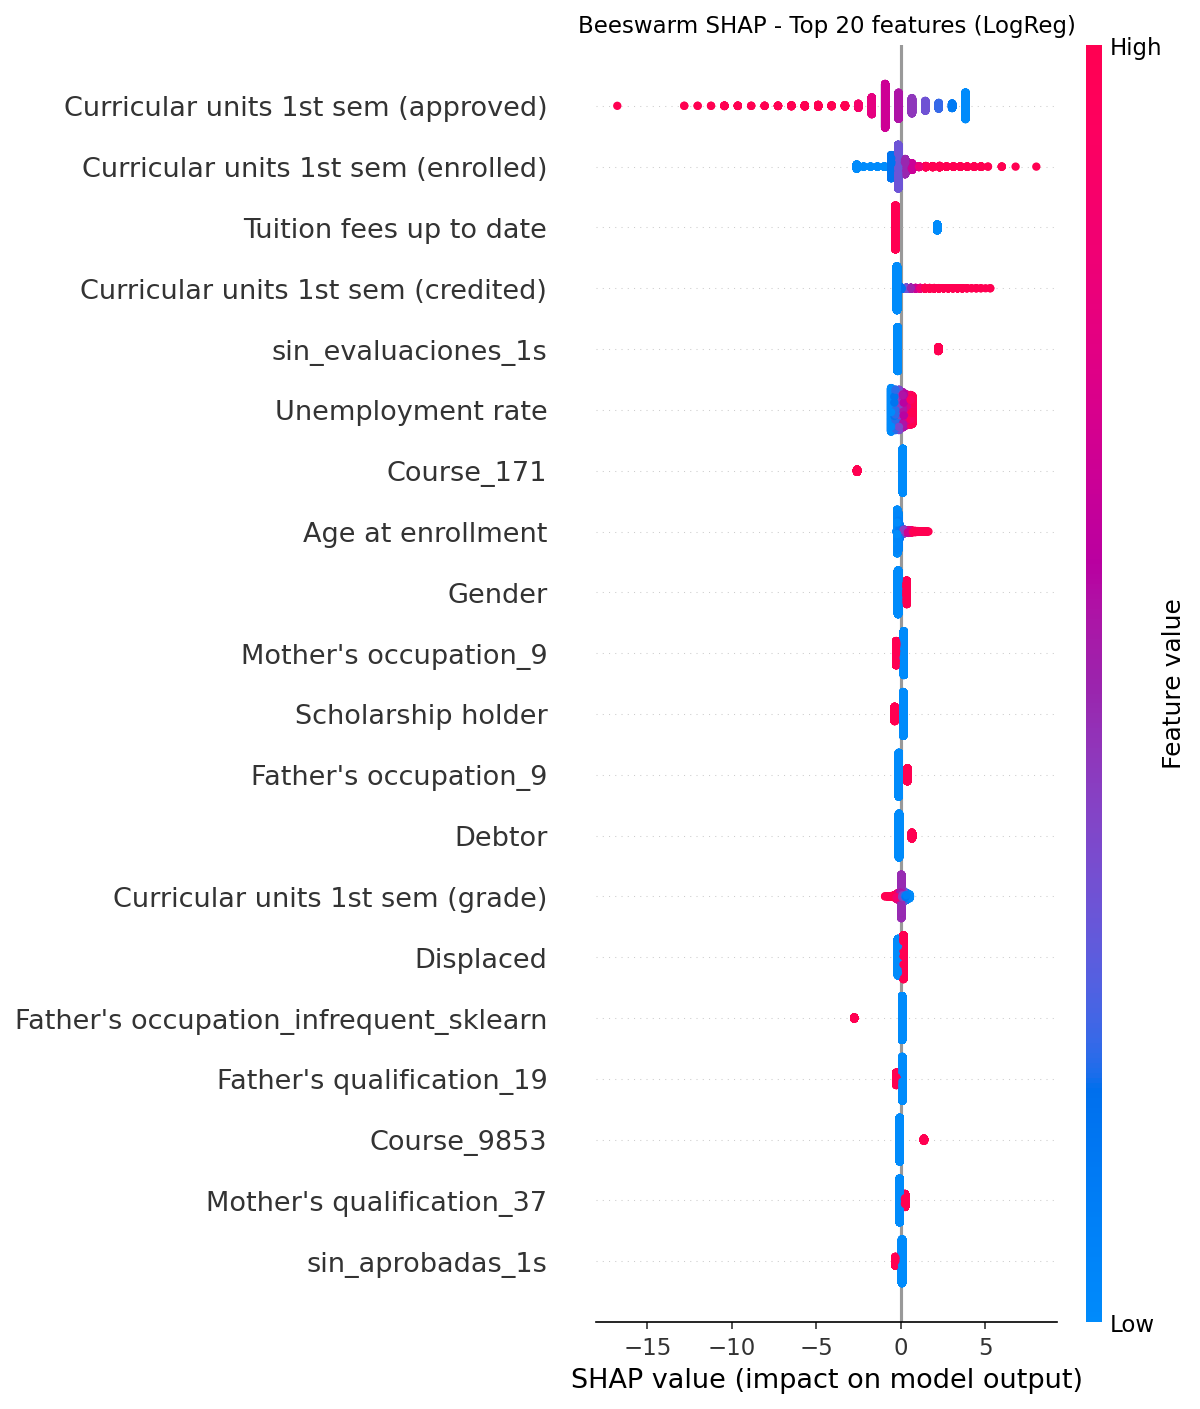 Beeswarm SHAP - Top 20 features (LogReg)
High
Curricular units 1st sem (approved)
Curricular units 1st sem (enrolled)
Tuition fees up to date
Curricular units 1st sem (credited)
sin_evaluaciones_1s
Unemployment rate
Course_171
Age at enrollment
Gender
Mother's occupation_9
Scholarship holder
Father's occupation_9
Debtor
Curricular units 1st sem (grade)
Displaced
Father's occupation_infrequent_sklearn
Father's qualification_19
Course_9853
Mother's qualification_37
sin_aprobadas_1s
Feature value
Low
−15 −10 −5 0 5
SHAP value (impact on model output)